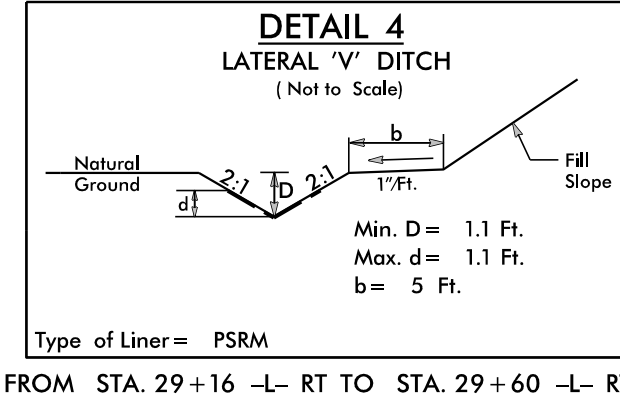 DETAIL 4
LATERAL 'V' DITCH
( Not to Scale)
b
Natural
Ground
2:1
D
2:1
d
1"/Ft.
Fill
Slope
Min. D = 1.1 Ft.
Max. d = 1.1 Ft.
b = 5 Ft.
Type of Liner = PSRM
FROM STA. 29+16 -L- RT TO STA. 29+60 -L- RT